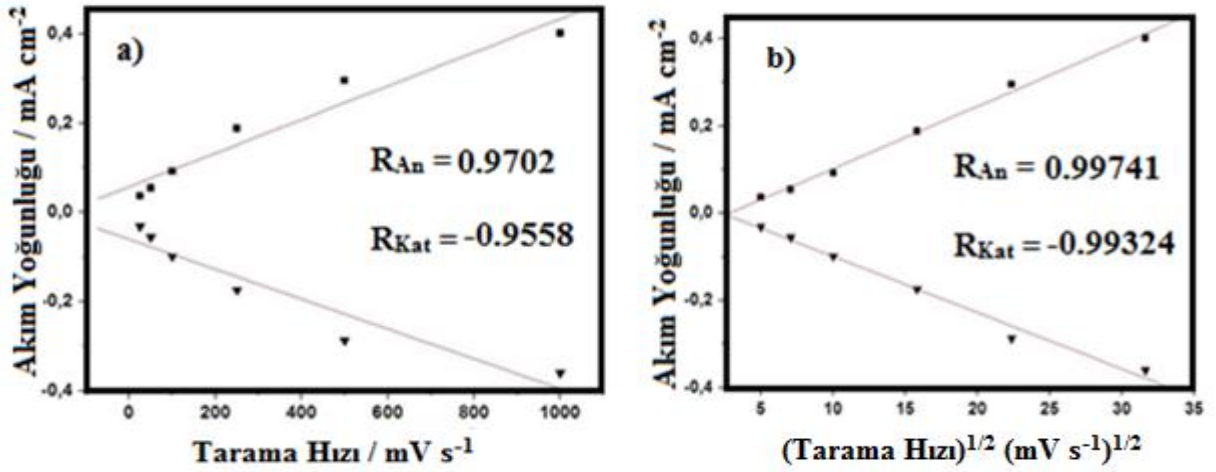 a)
Akım Yoğunluğu / mA cm-2
0,4
0,2
0,0
-0,2
-0,4
RAn = 0.9702
RKat = -0.9558
0 200 400 600 800 1000
Tarama Hızı / mV s-1
b)
Akım Yoğunluğu / mA cm-2
0,4
0,2
0,0
-0,2
-0,4
RAn = 0.99741
RKat = -0.99324
5 10 15 20 25 30 35
(Tarama Hızı)1/2 (mV s-1)1/2